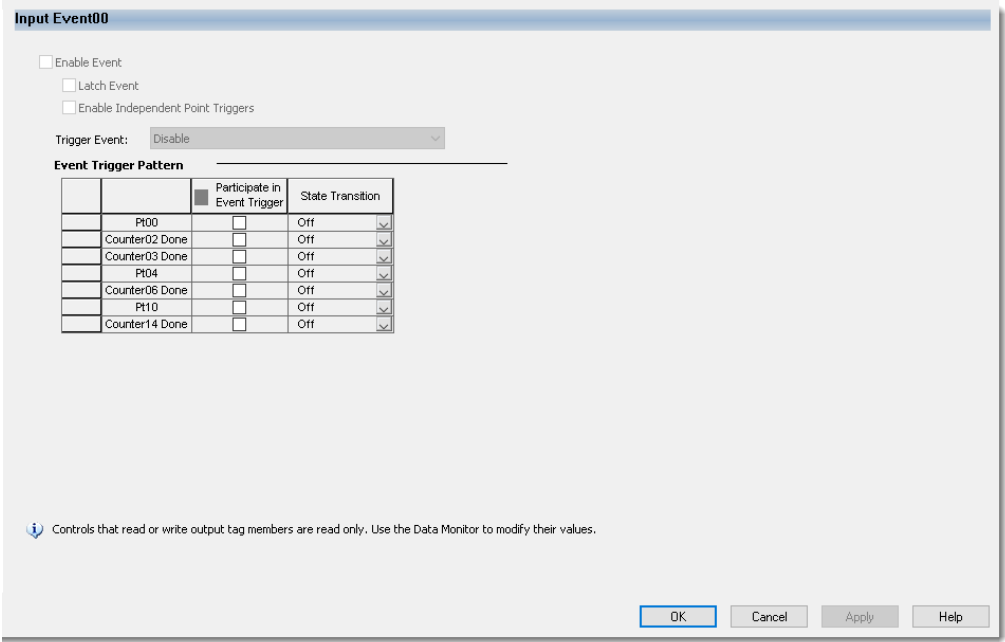 Input Event00
Enable Event
Latch Event
Enable Independent Point Triggers
Trigger Event: Disable
Event Trigger Pattern
Participate in
Event Trigger
State Transition
Pt00 Off
Counter02 Done Off
Counter03 Done Off
Pt04 Off
Counter06 Done Off
Pt10 Off
Counter14 Done Off
Controls that read or write output tag members are read only. Use the Data Monitor to modify their values.
OK Cancel Apply Help